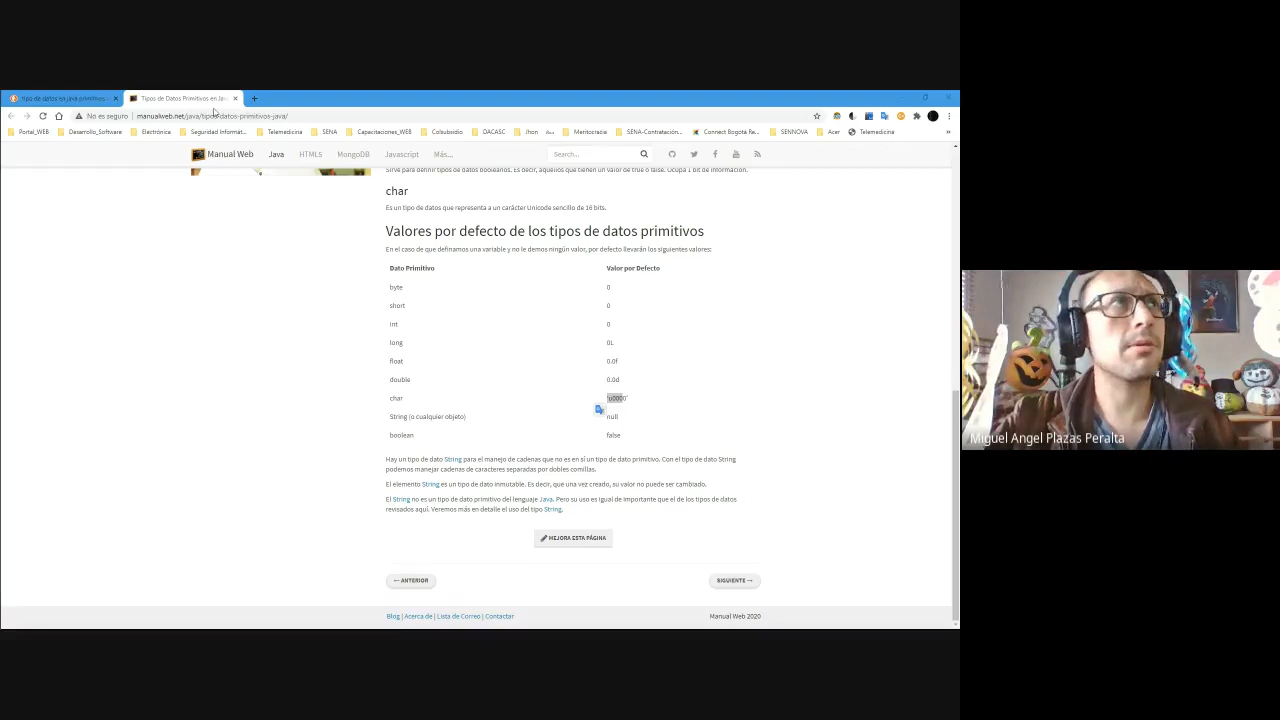 tipo de datos en java primitivos
Tipos de Datos Primitivos en Jav
No es seguro
manualweb.net/java/tipos-datos-primitivos-java/
Portal_WEB
Desarrollo_Software
Electrónica
Seguridad Informát...
Telemedicina
SENA
Capacitaciones_WEB
Colsubsidio
DACASC
Jhon
Meritocracia
SENA-Contratación...
Connect Bogotá Re...
SENNOVA
Acer
Telemedicina
»
Manual Web
Java
HTML5
MongoDB
Javascript
Más...
Search...
Sirve para definir tipos de datos booleanos. Es decir, aquellos que tienen un valor de true o false. Ocupa 1 bit de información.
char
Es un tipo de datos que representa a un carácter Unicode sencillo de 16 bits.
Valores por defecto de los tipos de datos primitivos
En el caso de que definamos una variable y no le demos ningún valor, por defecto llevarán los siguientes valores:
Dato Primitivo Valor por Defecto
byte 0
short 0
int 0
long 0L
float 0.0f
double 0.0d
char 'u0000'
String (o cualquier objeto) null
boolean false
Hay un tipo de dato String para el manejo de cadenas que no es en sí un tipo de dato primitivo. Con el tipo de dato String
podemos manejar cadenas de caracteres separadas por dobles comillas.
El elemento String es un tipo de dato inmutable. Es decir, que una vez creado, su valor no puede ser cambiado.
El String no es un tipo de dato primitivo del lenguaje Java. Pero su uso es igual de importante que el de los tipos de datos
revisados aquí. Veremos más en detalle el uso del tipo String.
MEJORA ESTA PÁGINA
← ANTERIOR
SIGUIENTE →
Blog | Acerca de | Lista de Correo | Contactar
Manual Web 2020
Miguel Angel Plazas Peralta